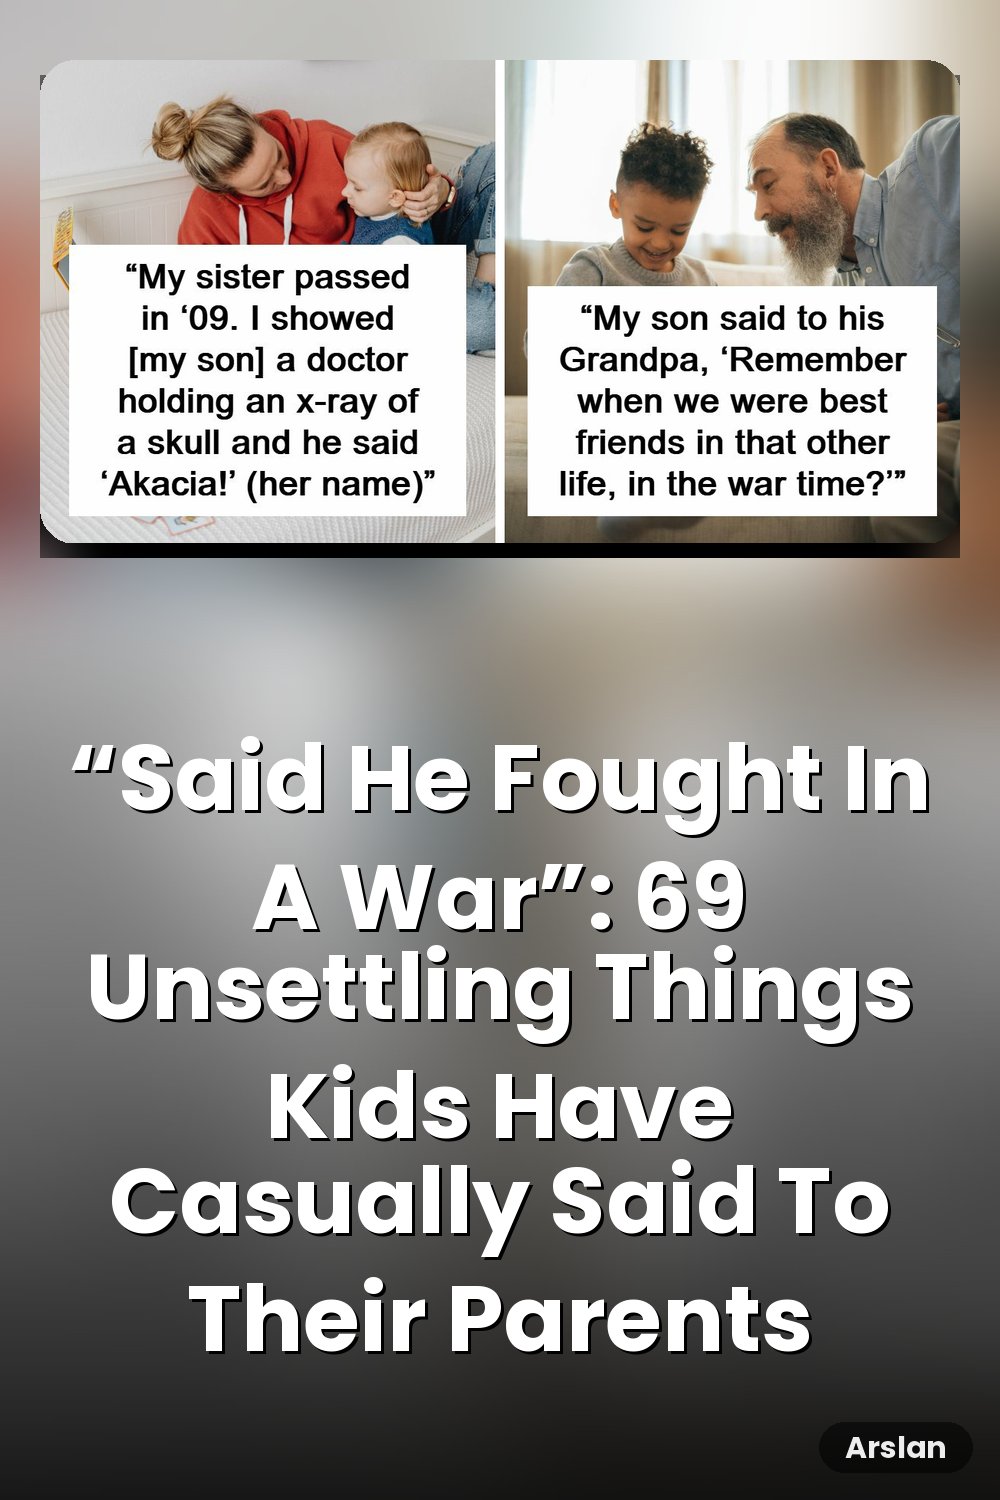 “My sister passed
in ‘09. I showed
[my son] a doctor
holding an x-ray of
a skull and he said
‘Akacia!’ (her name)”
“My son said to his
Grandpa, ‘Remember
when we were best
friends in that other
life, in the war time?’”
“Said He Fought In
A War”: 69
Unsettling Things
Kids Have
Casually Said To
Their Parents
Arslan